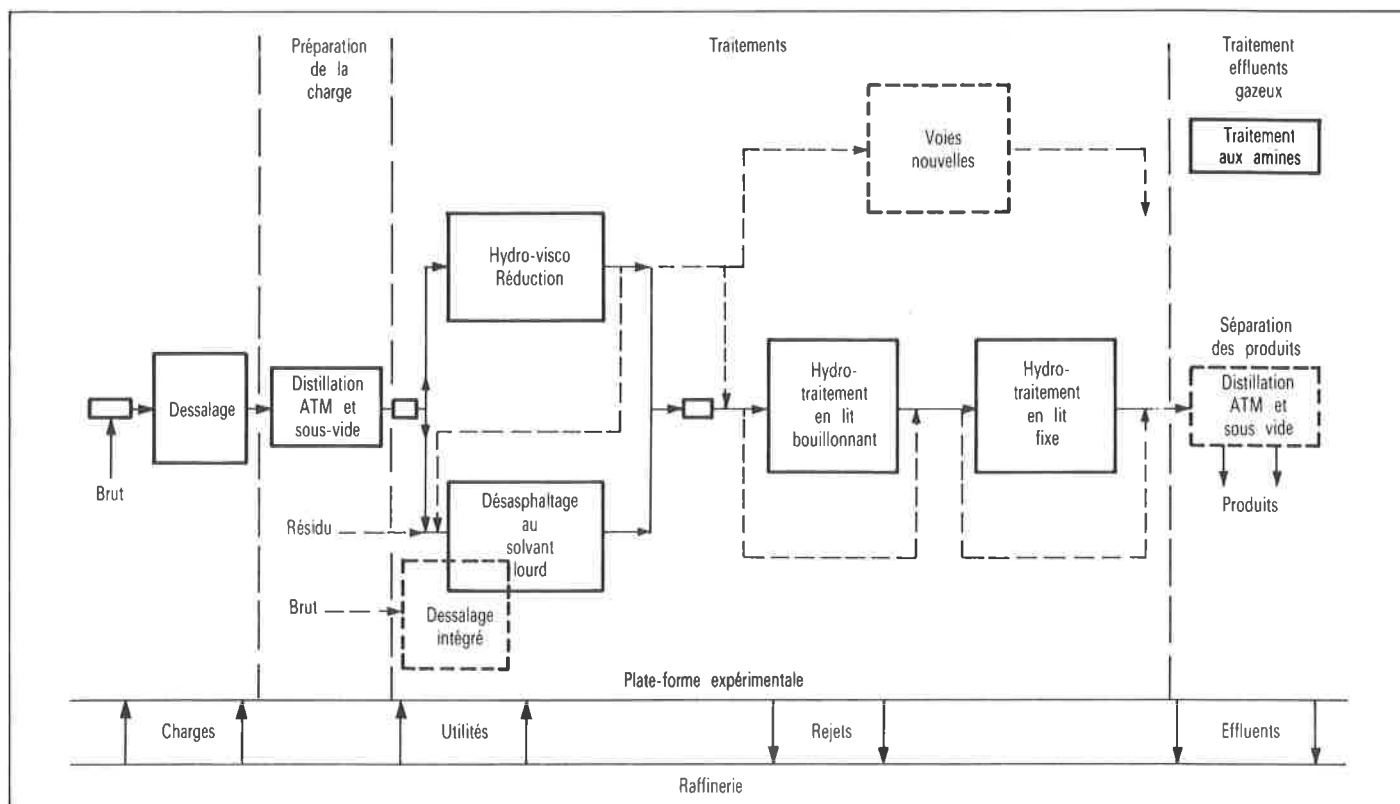 Préparation
de la
charge
Traitements
Traitement
effluents
gazeux
Traitement
aux amines
Voies
nouvelles
Hydro-visco
Réduction
Dessalage
Distillation
ATM et
sous-vide
Hydro-
traitement
en lit
bouillonnant
Hydro-
traitement
en lit
fixe
Séparation
des produits
Distillation
ATM et
sous vide
Brut
Produits
Résidu
Désasphaltage
au
solvant
lourd
Brut
Dessalage
intégré
Plate-forme expérimentale
Charges
Utilités
Rejets
Effluents
Raffinerie